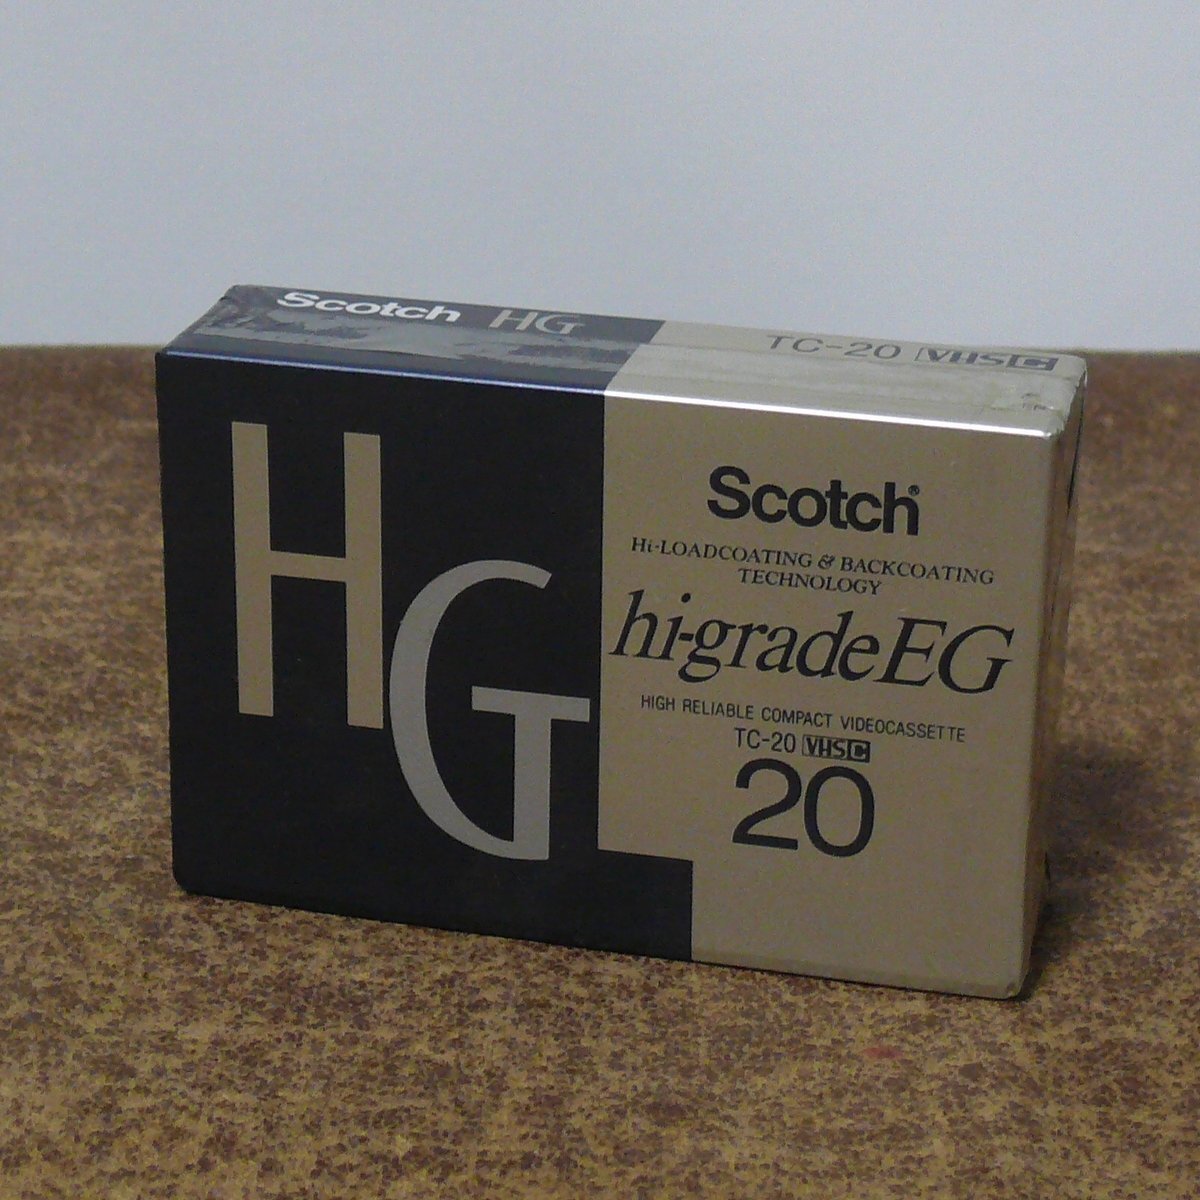 Scotch HG
TC-20 VHS C
HG
Scotch®
Hi-LOADCOATING & BACKCOATING
TECHNOLOGY
hi-grade EG
HIGH RELIABLE COMPACT VIDEOCASSETTE
TC-20 VHS C
20